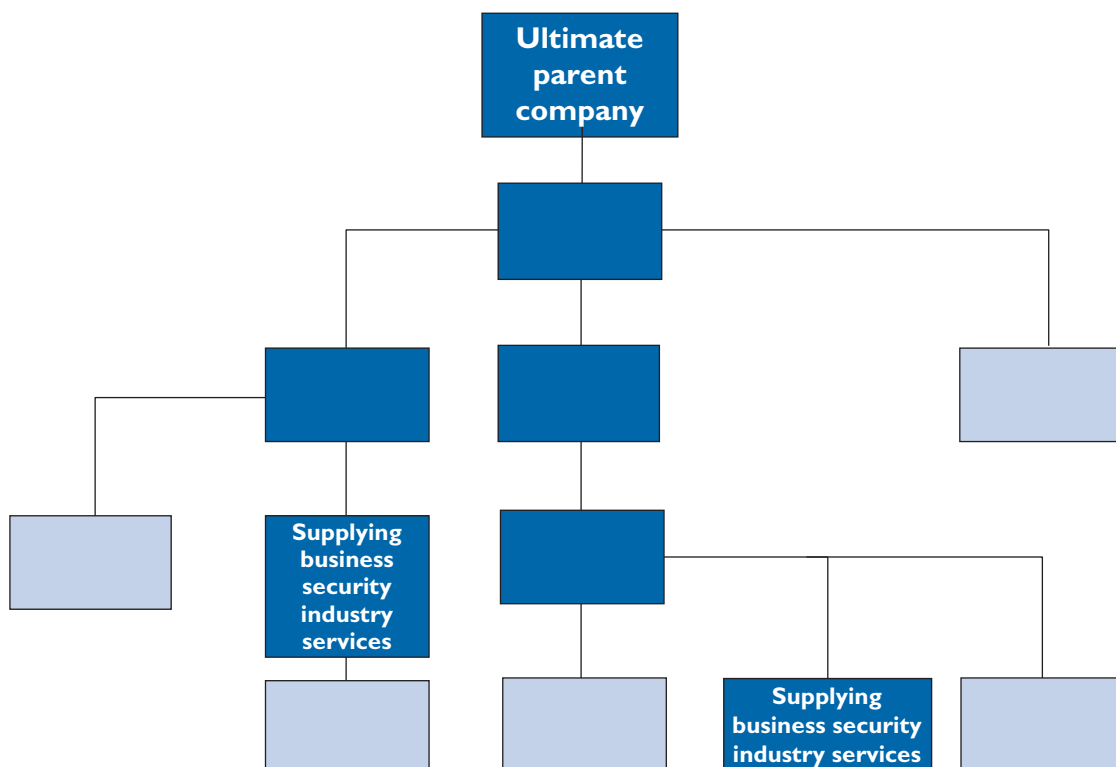 Ultimate
parent
company
Supplying
business
security
industry
services
Supplying
business security
industry services